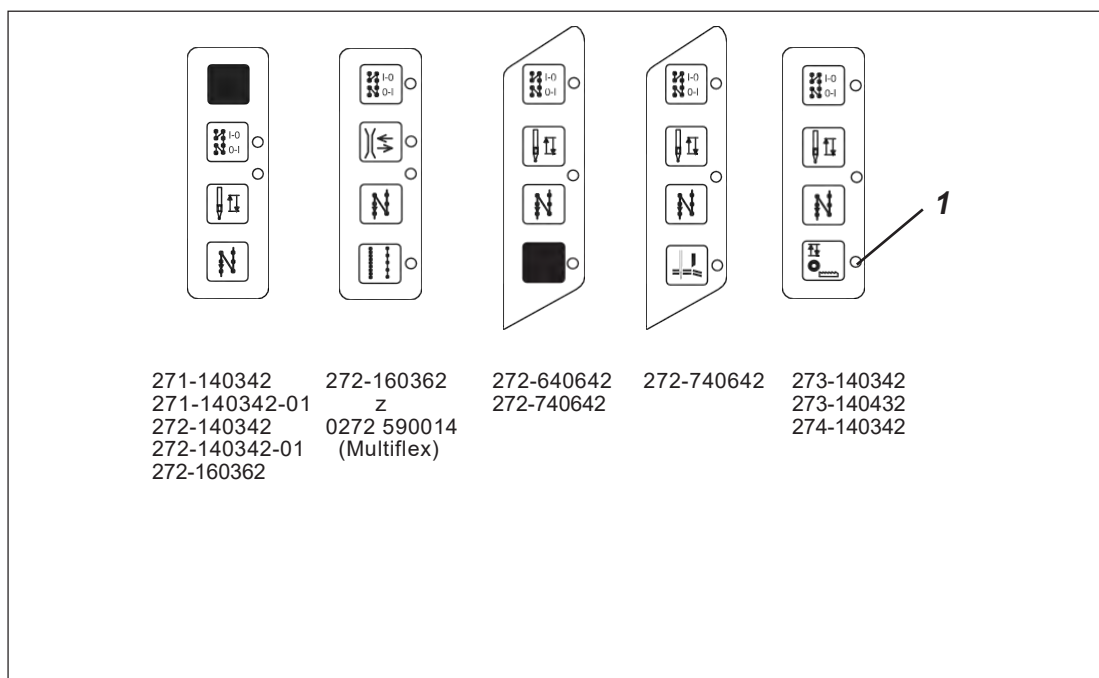 I-0
0-I
I-0
0-I
I-0
0-I
I-0
0-I
I-0
0-I
1
271-140342
271-140342-01
272-140342
272-140342-01
272-160362
272-160362
z
0272 590014
(Multiflex)
272-640642
272-740642
272-740642
273-140342
273-140432
274-140342